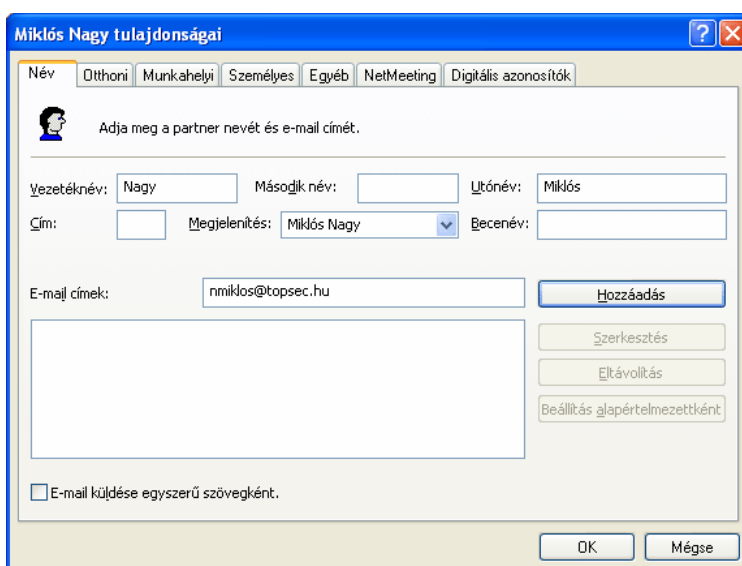 Miklós Nagy tulajdonságai
Név Otthoni Munkahelyi Személyes Egyéb NetMeeting Digitális azonosítók
Adja meg a partner nevét és e-mail címét.
Vezetéknév: Nagy Második név: Utónév: Miklós
Cím: Megjelenítés: Miklós Nagy Becenév:
E-mail címek: nmiklos@topsec.hu Hozzáadás
Szerkesztés
Eltávolítás
Beállítás alapértelmezettként
E-mail küldése egyszerű szövegként.
OK Mégse